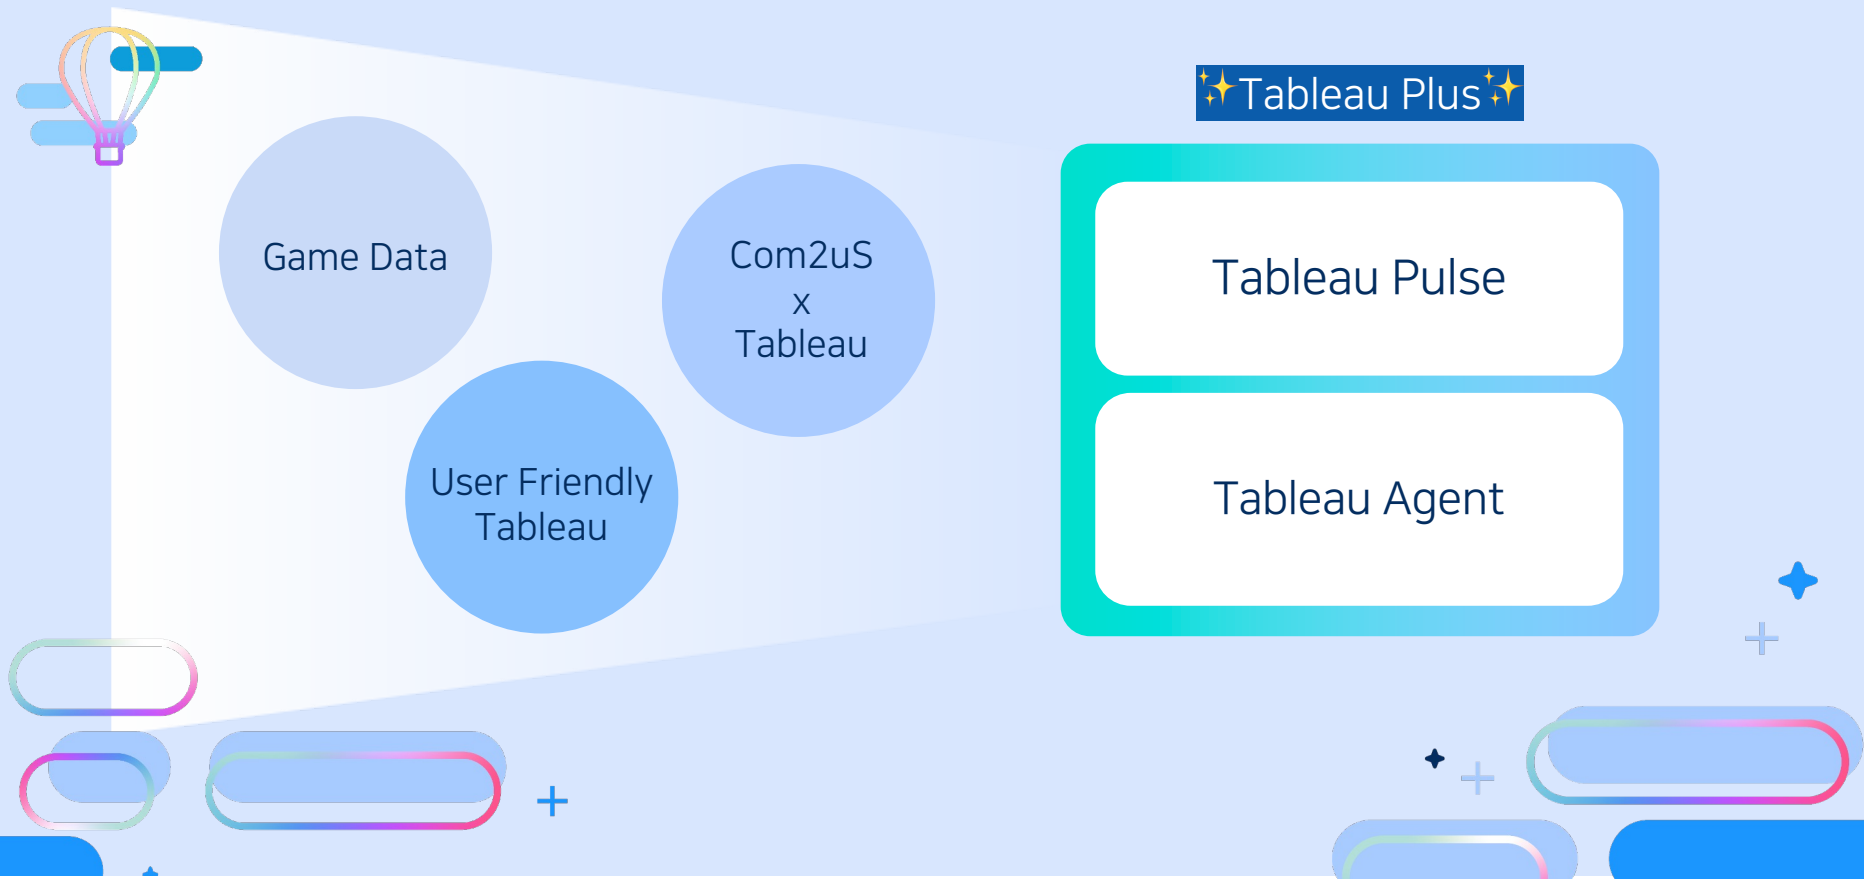 Game Data
User Friendly
Tableau
Com2uS
x
Tableau
✨Tableau Plus✨
Tableau Pulse
Tableau Agent